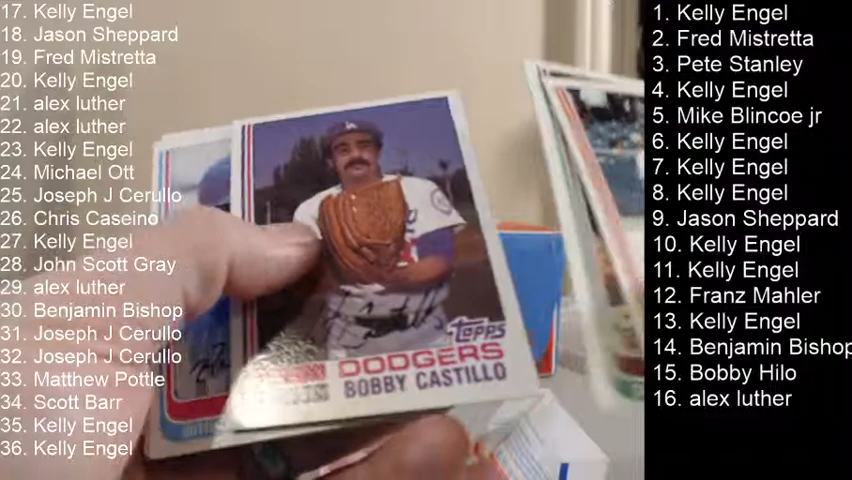 17. Kelly Engel
18. Jason Sheppard
19. Fred Mistretta
20. Kelly Engel
21. alex luther
22. alex luther
23. Kelly Engel
24. Michael Ott
25. Joseph J Cerullo
26. Chris Caseino
27. Kelly Engel
28. John Scott Gray
29. alex luther
30. Benjamin Bishop
31. Joseph J Cerullo
32. Joseph J Cerullo
33. Matthew Pottle
34. Scott Barr
35. Kelly Engel
36. Kelly Engel
topps
DODGERS
BOBBY CASTILLO
1. Kelly Engel
2. Fred Mistretta
3. Pete Stanley
4. Kelly Engel
5. Mike Blincoe jr
6. Kelly Engel
7. Kelly Engel
8. Kelly Engel
9. Jason Sheppard
10. Kelly Engel
11. Kelly Engel
12. Franz Mahler
13. Kelly Engel
14. Benjamin Bishop
15. Bobby Hilo
16. alex luther